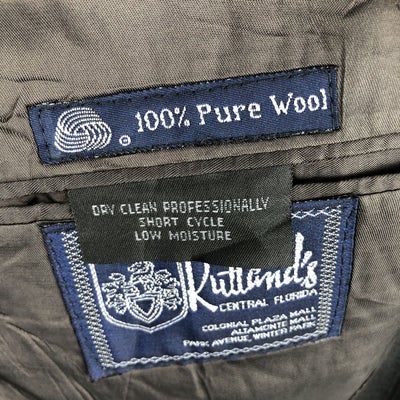 100% Pure Wool
DRY CLEAN PROFESSIONALLY
SHORT CYCLE
LOW MOISTURE
Rutland's
CENTRAL FLORIDA
COLONIAL PLAZA MALL
ALTAMONTE MALL
PARK AVENUE, WINTER PARK